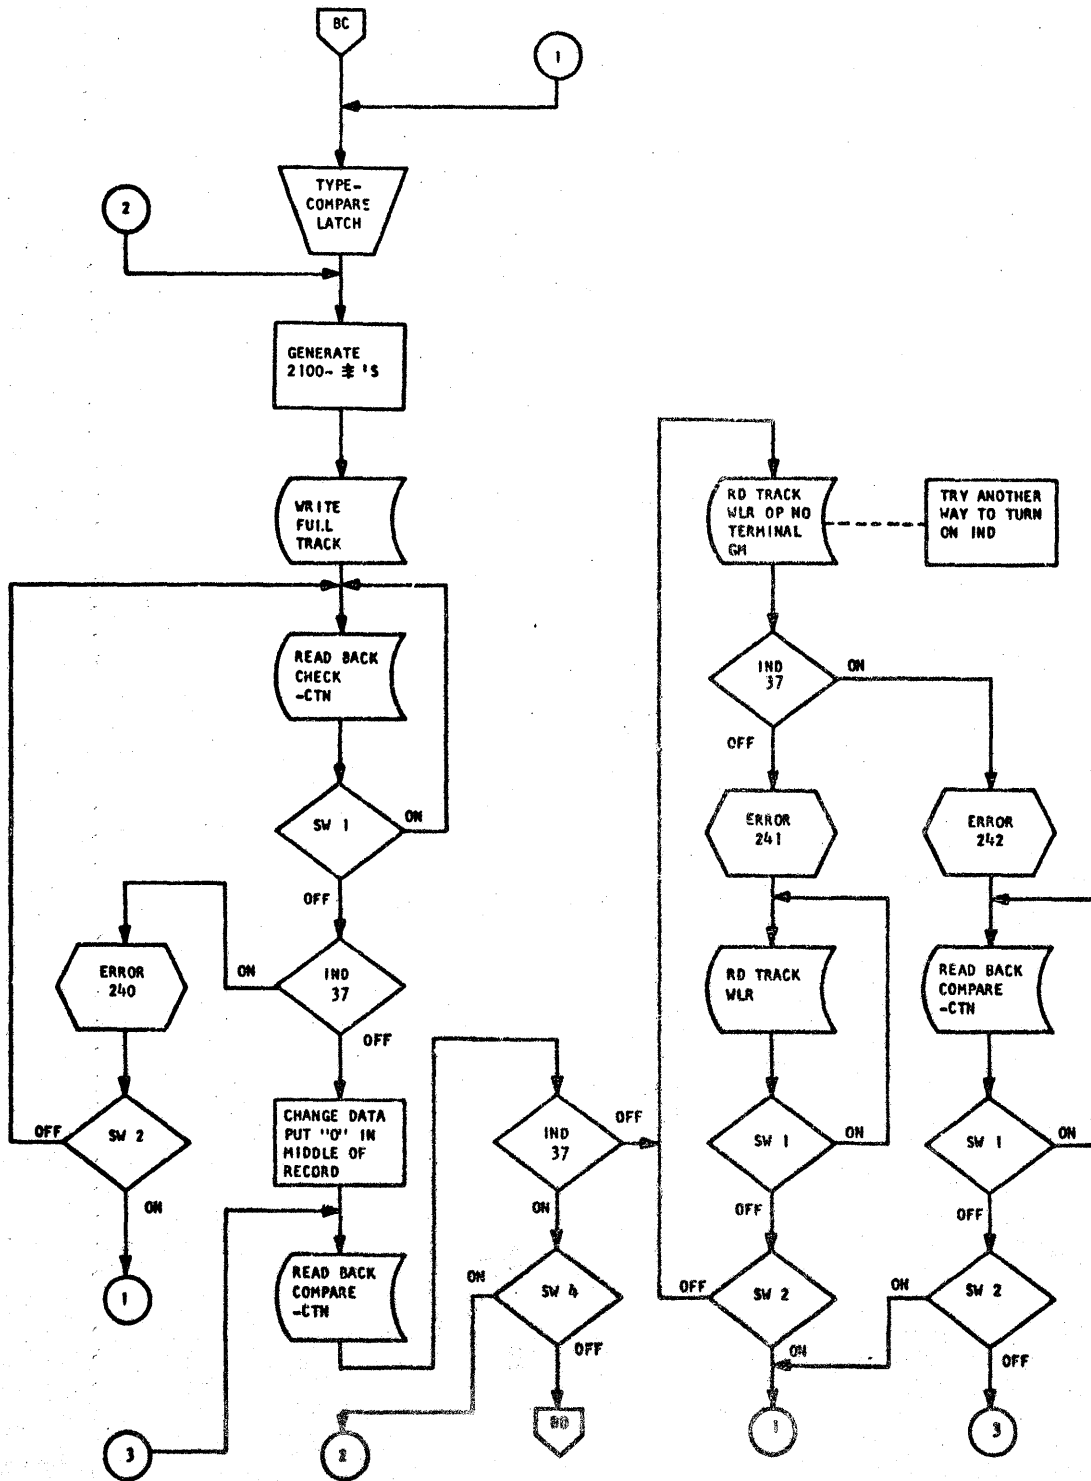 BC
1
TYPE-
COMPARE
LATCH
2
GENERATE
2100- ⯒'S
WRITE
FULL
TRACK
RD TRACK
WLR OP NO
TERMINAL
GM
TRY ANOTHER
WAY TO TURN
ON IND
READ BACK
CHECK
-CTN
IND
37
ON
OFF
SW 1
ON
OFF
ERROR
241
ERROR
242
ERROR
240
ON
IND
37
OFF
RD TRACK
WLR
READ BACK
COMPARE
-CTN
OFF
SW 2
ON
CHANGE DATA
PUT "0" IN
MIDDLE OF
RECORD
IND
37
OFF
ON
SW 1
ON
OFF
SW 1
ON
OFF
1
READ BACK
COMPARE
-CTN
ON
SW 4
OFF
OFF
SW 2
ON
ON
SW 2
OFF
3
2
1
3